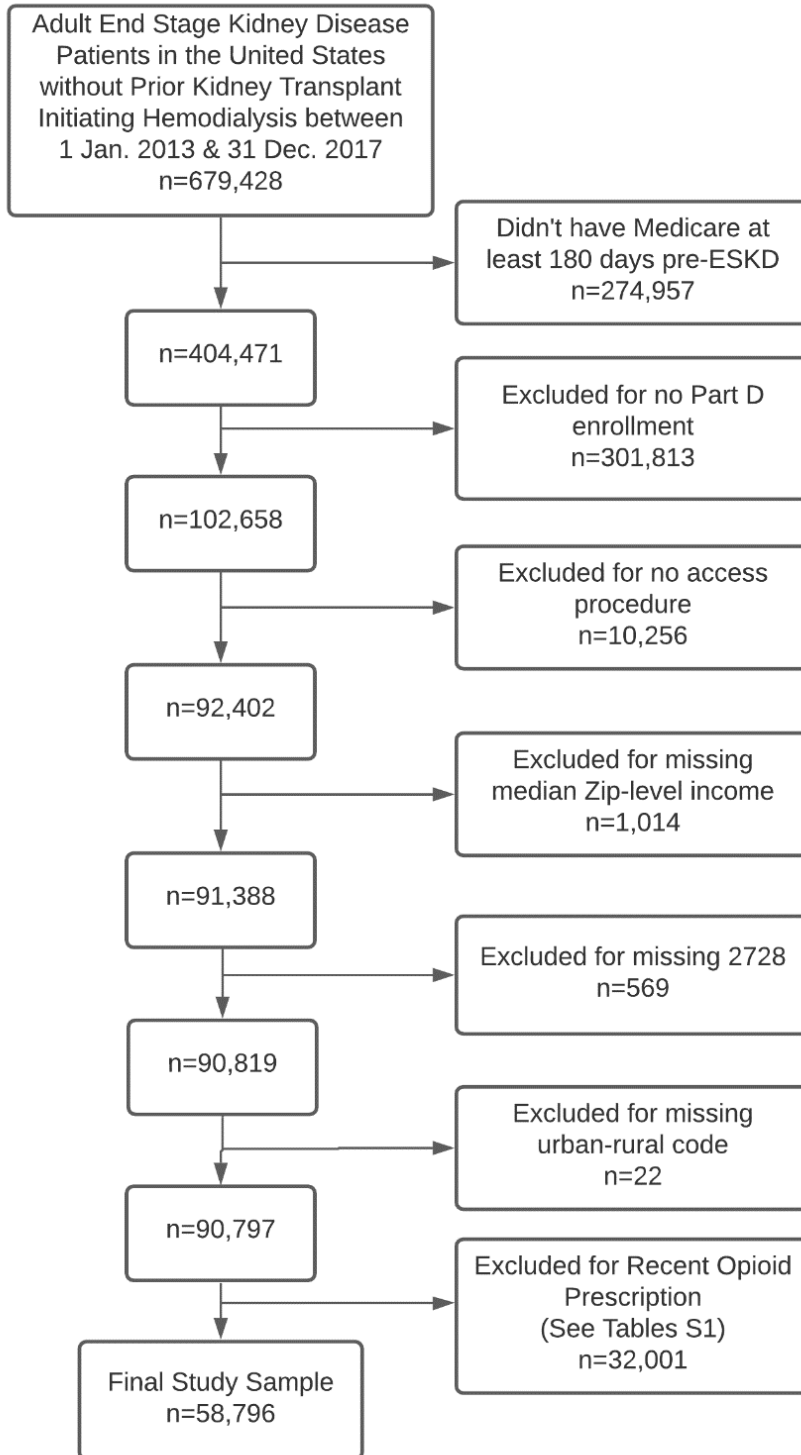 Adult End Stage Kidney Disease
Patients in the United States
without Prior Kidney Transplant
Initiating Hemodialysis between
1 Jan. 2013 & 31 Dec. 2017
n=679,428
Didn't have Medicare at
least 180 days pre-ESKD
n=274,957
n=404,471
Excluded for no Part D
enrollment
n=301,813
n=102,658
Excluded for no access
procedure
n=10,256
n=92,402
Excluded for missing
median Zip-level income
n=1,014
n=91,388
Excluded for missing 2728
n=569
n=90,819
Excluded for missing
urban-rural code
n=22
n=90,797
Excluded for Recent Opioid
Prescription
(See Tables S1)
n=32,001
Final Study Sample
n=58,796